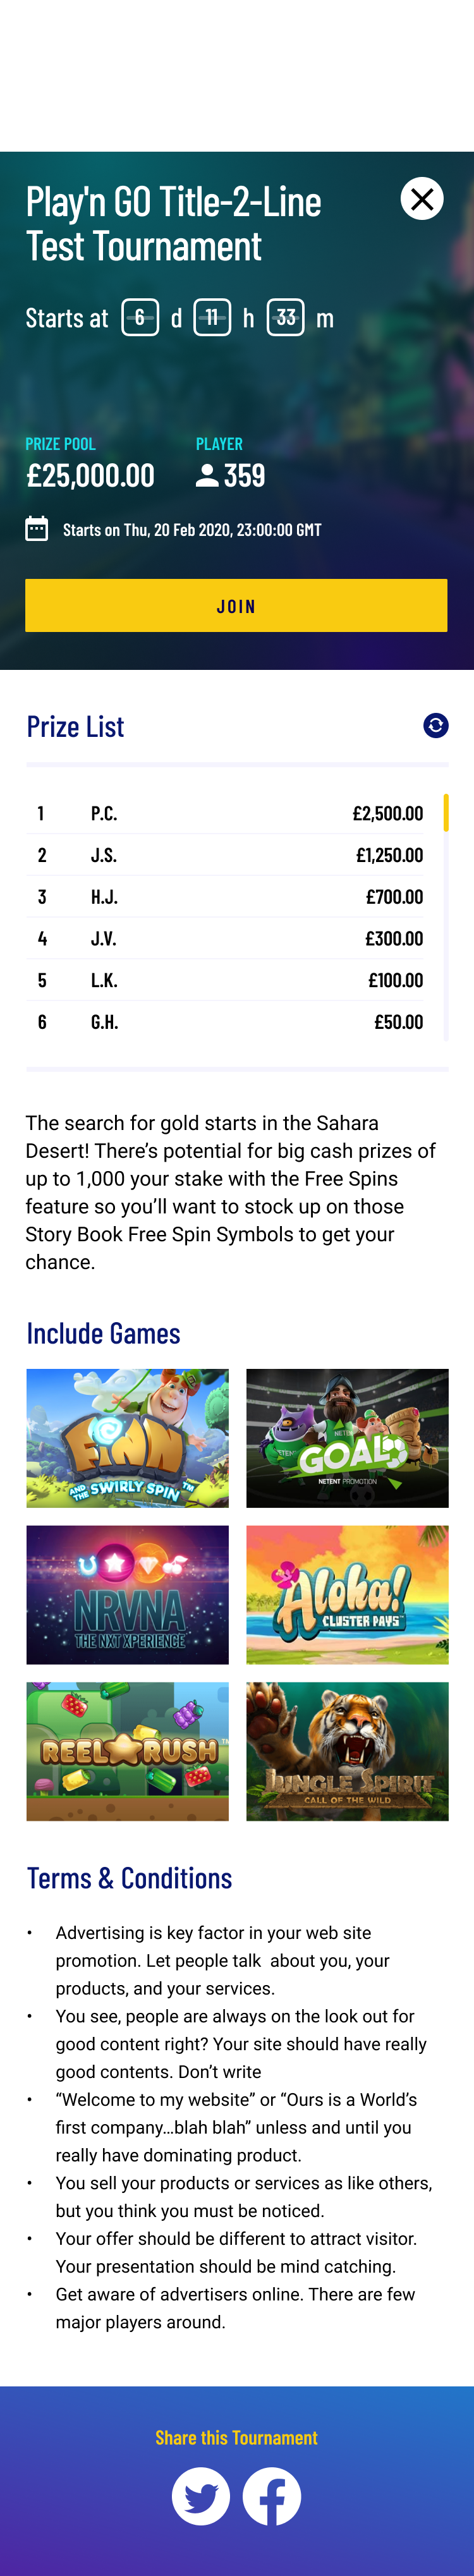 Play'n GO Title-2-Line
Test Tournament
Starts at 6 d 11 h 33 m
PRIZE POOL PLAYER
£25,000.00 359
Starts on Thu, 20 Feb 2020, 23:00:00 GMT
JOIN
Prize List
1 P.C. £2,500.00
2 J.S. £1,250.00
3 H.J. £700.00
4 J.V. £300.00
5 L.K. £100.00
6 G.H. £50.00
The search for gold starts in the Sahara
Desert! There’s potential for big cash prizes of
up to 1,000 your stake with the Free Spins
feature so you’ll want to stock up on those
Story Book Free Spin Symbols to get your
chance.
Include Games
FINN
AND THE SWIRLY SPIN™
GOAL
NETENT PROMOTION
NRVNA
THE NXT XPERIENCE
Aloha!
CLUSTER PAYS™
REEL RUSH™
JUNGLE SPIRIT
CALL OF THE WILD
Terms & Conditions
• Advertising is key factor in your web site
promotion. Let people talk  about you, your
products, and your services.
• You see, people are always on the look out for
good content right? Your site should have really
good contents. Don’t write
• “Welcome to my website” or “Ours is a World’s
first company…blah blah” unless and until you
really have dominating product.
• You sell your products or services as like others,
but you think you must be noticed.
• Your offer should be different to attract visitor.
Your presentation should be mind catching.
• Get aware of advertisers online. There are few
major players around.
Share this Tournament